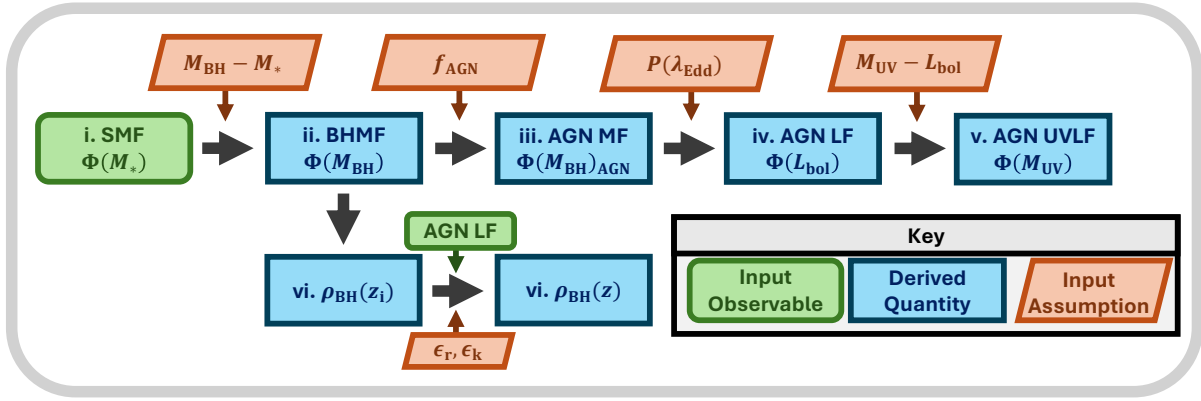 M_BH − M_*
f_AGN
P(λ_Edd)
M_UV − L_bol
i. SMF
Φ(M_*)
ii. BHMF
Φ(M_BH)
iii. AGN MF
Φ(M_BH)_AGN
iv. AGN LF
Φ(L_bol)
v. AGN UVLF
Φ(M_UV)
AGN LF
vi. ρ_BH(z_i)
vi. ρ_BH(z)
ϵ_r, ϵ_k
Key
Input
Observable
Derived
Quantity
Input
Assumption